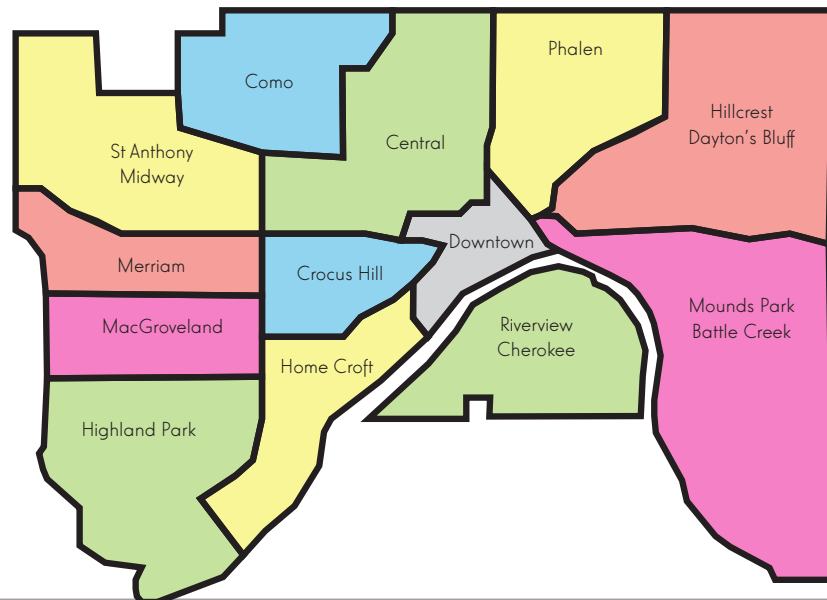 Phalen
Como
Hillcrest
Dayton's Bluff
Central
St Anthony
Midway
Downtown
Merriam
Crocus Hill
Mounds Park
Battle Creek
MacGroveland
Riverview
Cherokee
Home Croft
Highland Park